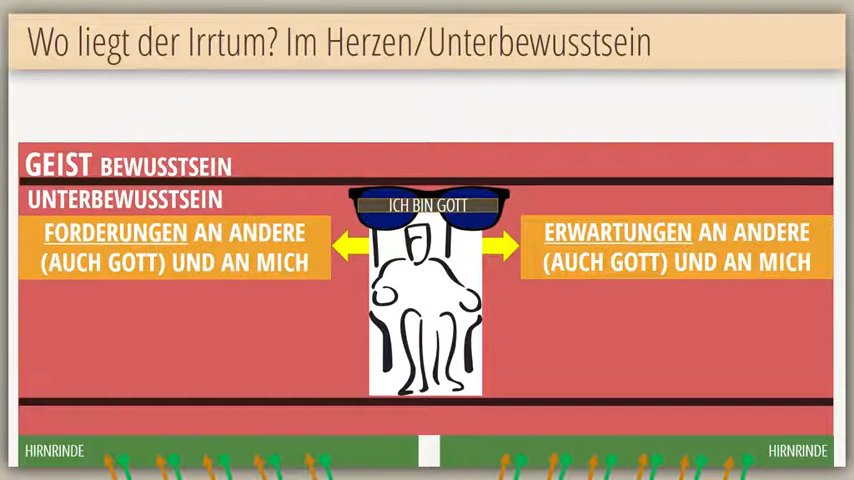 Wo liegt der Irrtum? Im Herzen/Unterbewusstsein
GEIST BEWUSSTSEIN
UNTERBEWUSSTSEIN
ICH BIN GOTT
FORDERUNGEN AN ANDERE
(AUCH GOTT) UND AN MICH
ERWARTUNGEN AN ANDERE
(AUCH GOTT) UND AN MICH
HIRNRINDE
HIRNRINDE